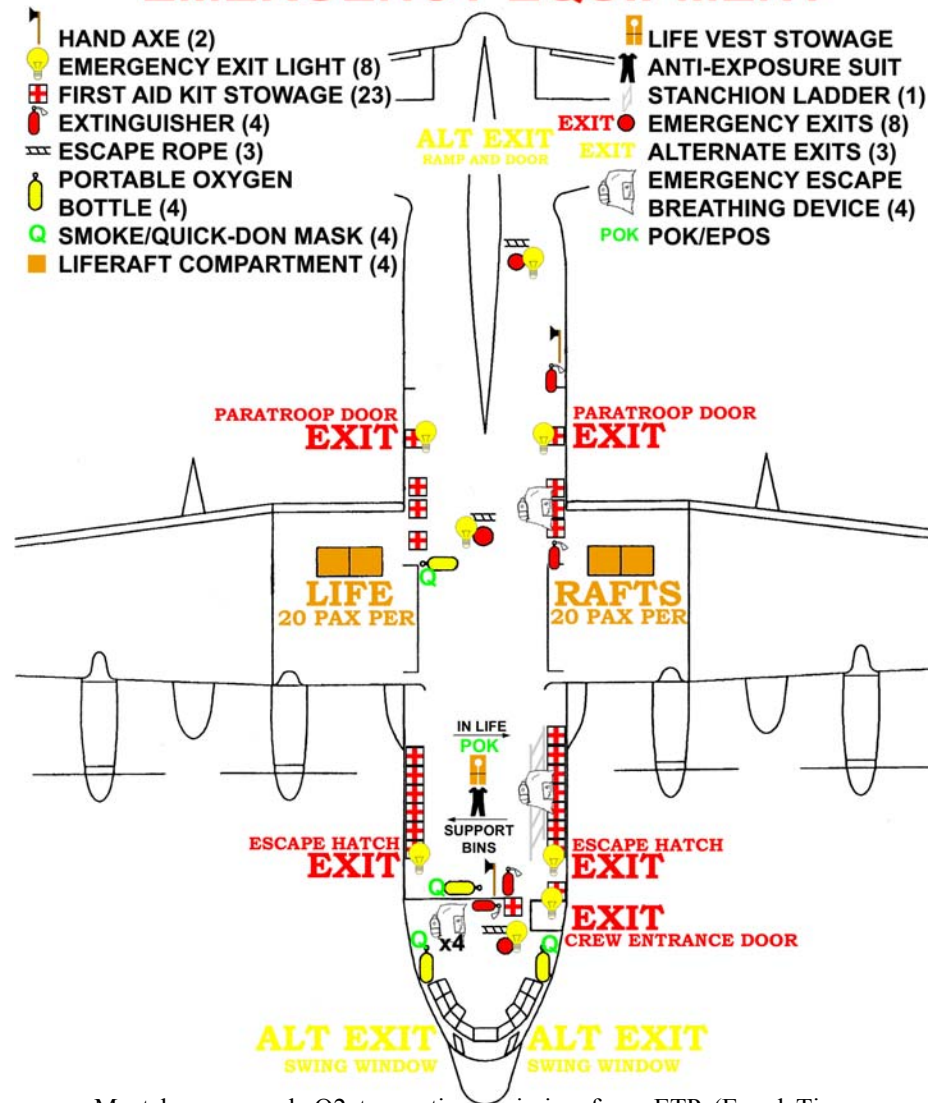 EMERGENCY EQUIPMENT
HAND AXE (2)
EMERGENCY EXIT LIGHT (8)
FIRST AID KIT STOWAGE (23)
EXTINGUISHER (4)
ESCAPE ROPE (3)
PORTABLE OXYGEN
BOTTLE (4)
Q SMOKE/QUICK-DON MASK (4)
LIFERAFT COMPARTMENT (4)
LIFE VEST STOWAGE
ANTI-EXPOSURE SUIT
STANCHION LADDER (1)
EXIT EMERGENCY EXITS (8)
EXIT ALTERNATE EXITS (3)
EMERGENCY ESCAPE
BREATHING DEVICE (4)
POK POK/EPOS
ALT EXIT
RAMP AND DOOR
PARATROOP DOOR
EXIT
PARATROOP DOOR
EXIT
Q
LIFE
20 PAX PER
RAFTS
20 PAX PER
IN LIFE
POK
SUPPORT
BINS
ESCAPE HATCH
EXIT
ESCAPE HATCH
EXIT
Q
EXIT
CREW ENTRANCE DOOR
Q
x4
Q
ALT EXIT
SWING WINDOW
ALT EXIT
SWING WINDOW